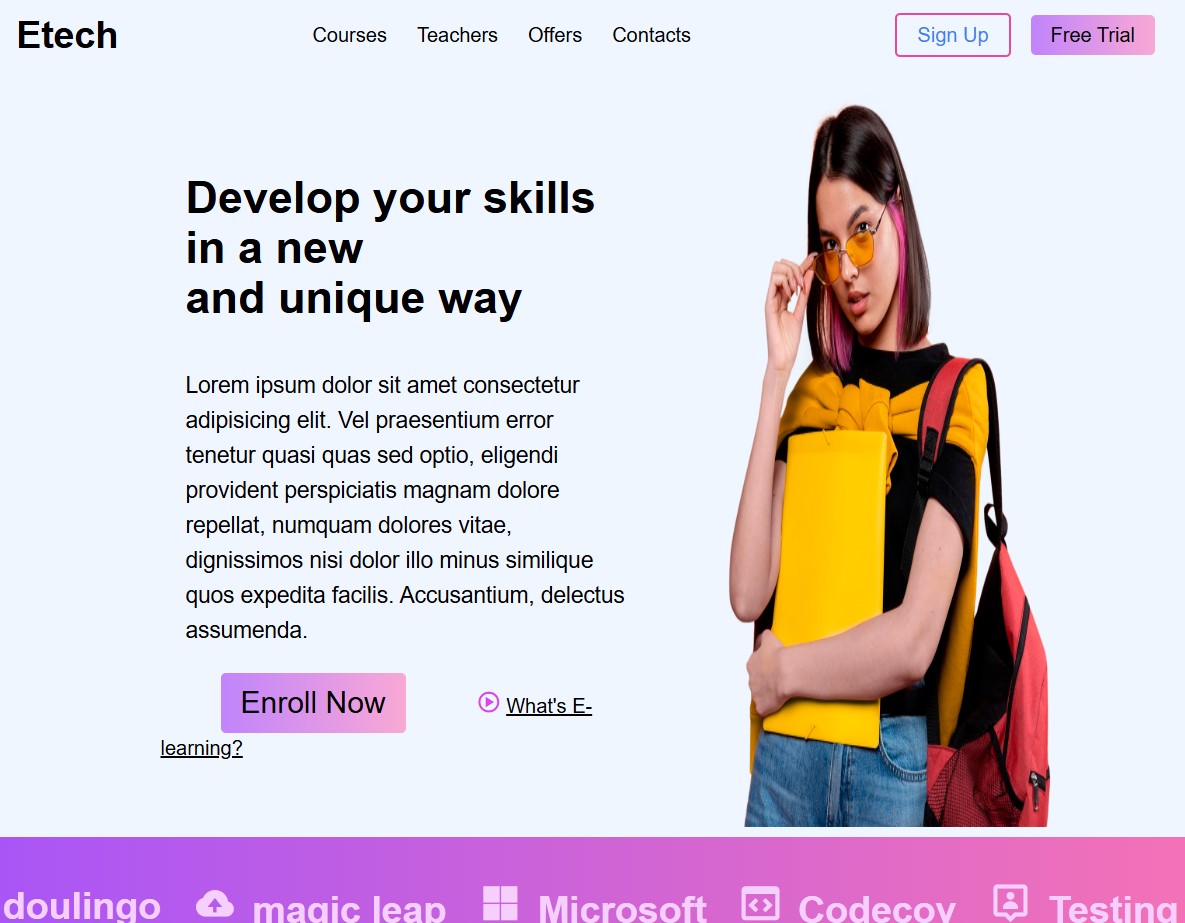 Etech Courses Teachers Offers Contacts Sign Up Free Trial
Develop your skills
in a new
and unique way
Lorem ipsum dolor sit amet consectetur
adipisicing elit. Vel praesentium error
tenetur quasi quas sed optio, eligendi
provident perspiciatis magnam dolore
repellat, numquam dolores vitae,
dignissimos nisi dolor illo minus similique
quos expedita facilis. Accusantium, delectus
assumenda.
Enroll Now What's E-
learning?
doulingo magic leap Microsoft Codecov Testing